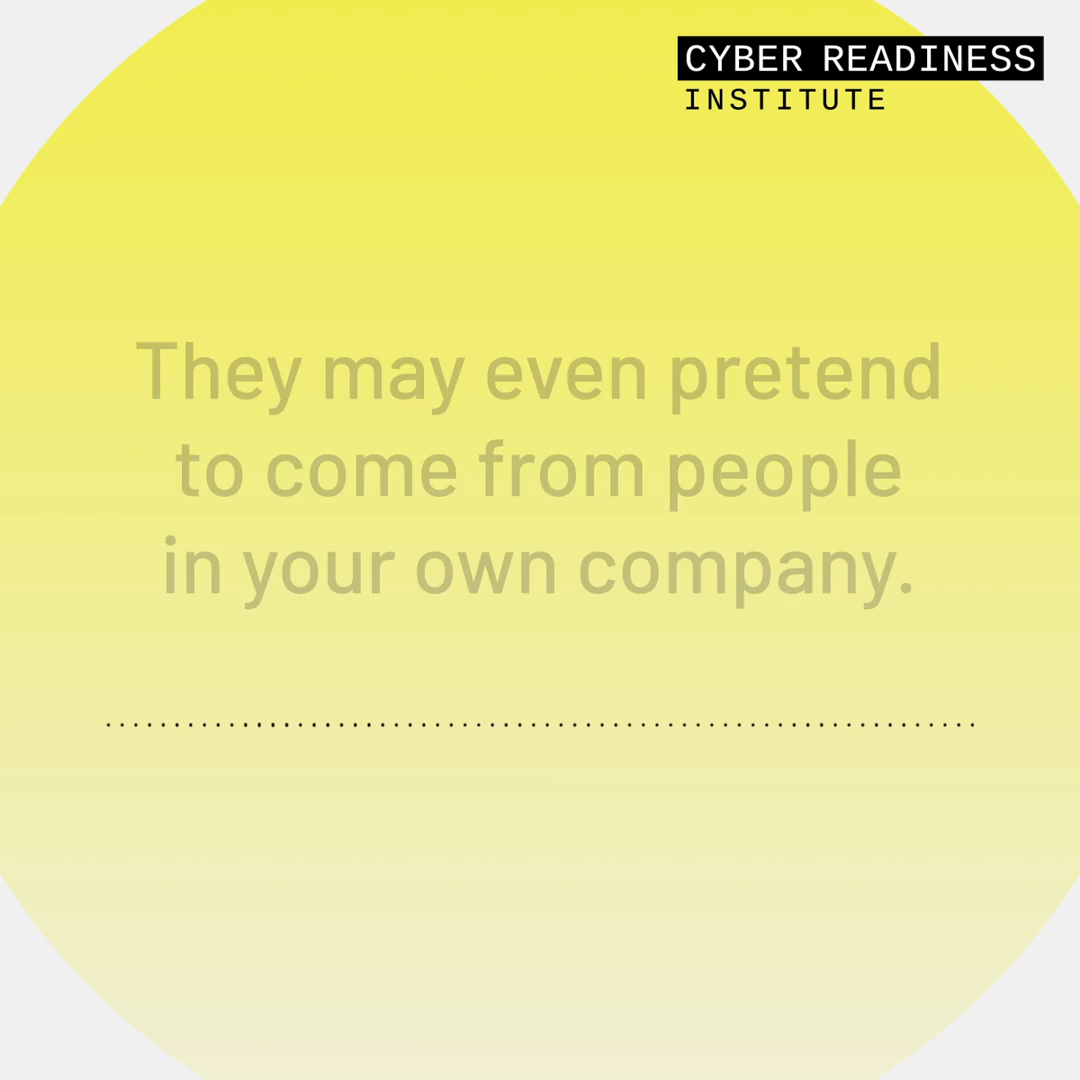 CYBER READINESS
INSTITUTE
They may even pretend
to come from people
in your own company.